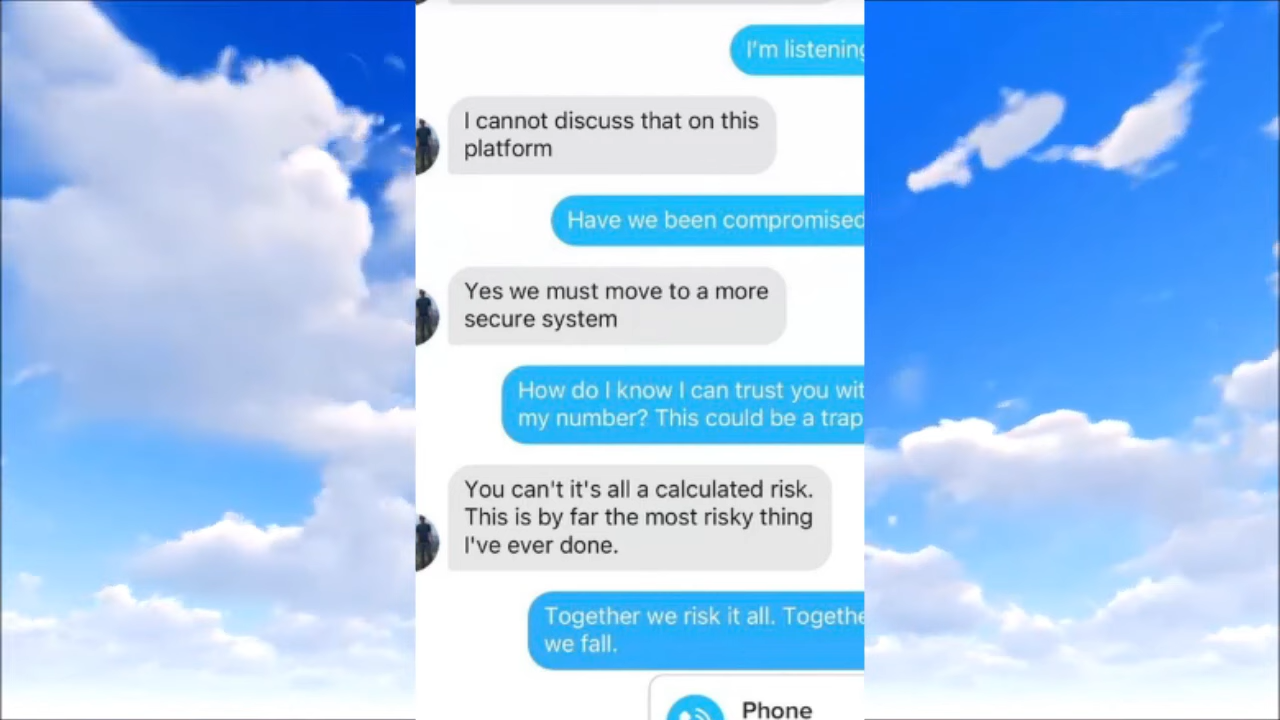 I'm listening
I cannot discuss that on this
platform
Have we been compromised
Yes we must move to a more
secure system
How do I know I can trust you wit
my number? This could be a trap
You can't it's all a calculated risk.
This is by far the most risky thing
I've ever done.
Together we risk it all. Togethe
we fall.
Phone